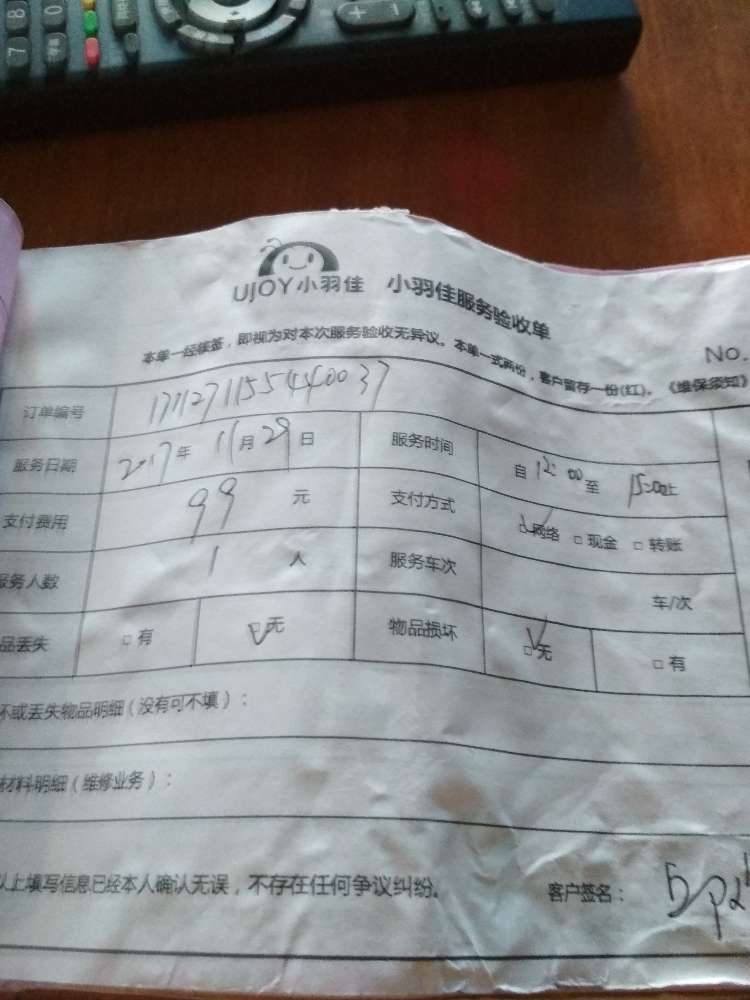 UJOY小羽佳 小羽佳服务验收单
本单一经核签，即视为对本次服务验收无异议。本单一式两份，客户留存一份(红)。《维保须知》
No.
订单编号
服务日期 2017年 11月 29日 服务时间 自 12:00 至 15:00止
支付费用 99 元 支付方式 □网络 □现金 □转账
服务人数 1 人 服务车次 车/次
品丢失 □有 □无 物品损坏 □无 □有
坏或丢失物品明细（没有可不填）：
材料明细（维修业务）：
以上填写信息已经本人确认无误，不存在任何争议纠纷。 客户签名：